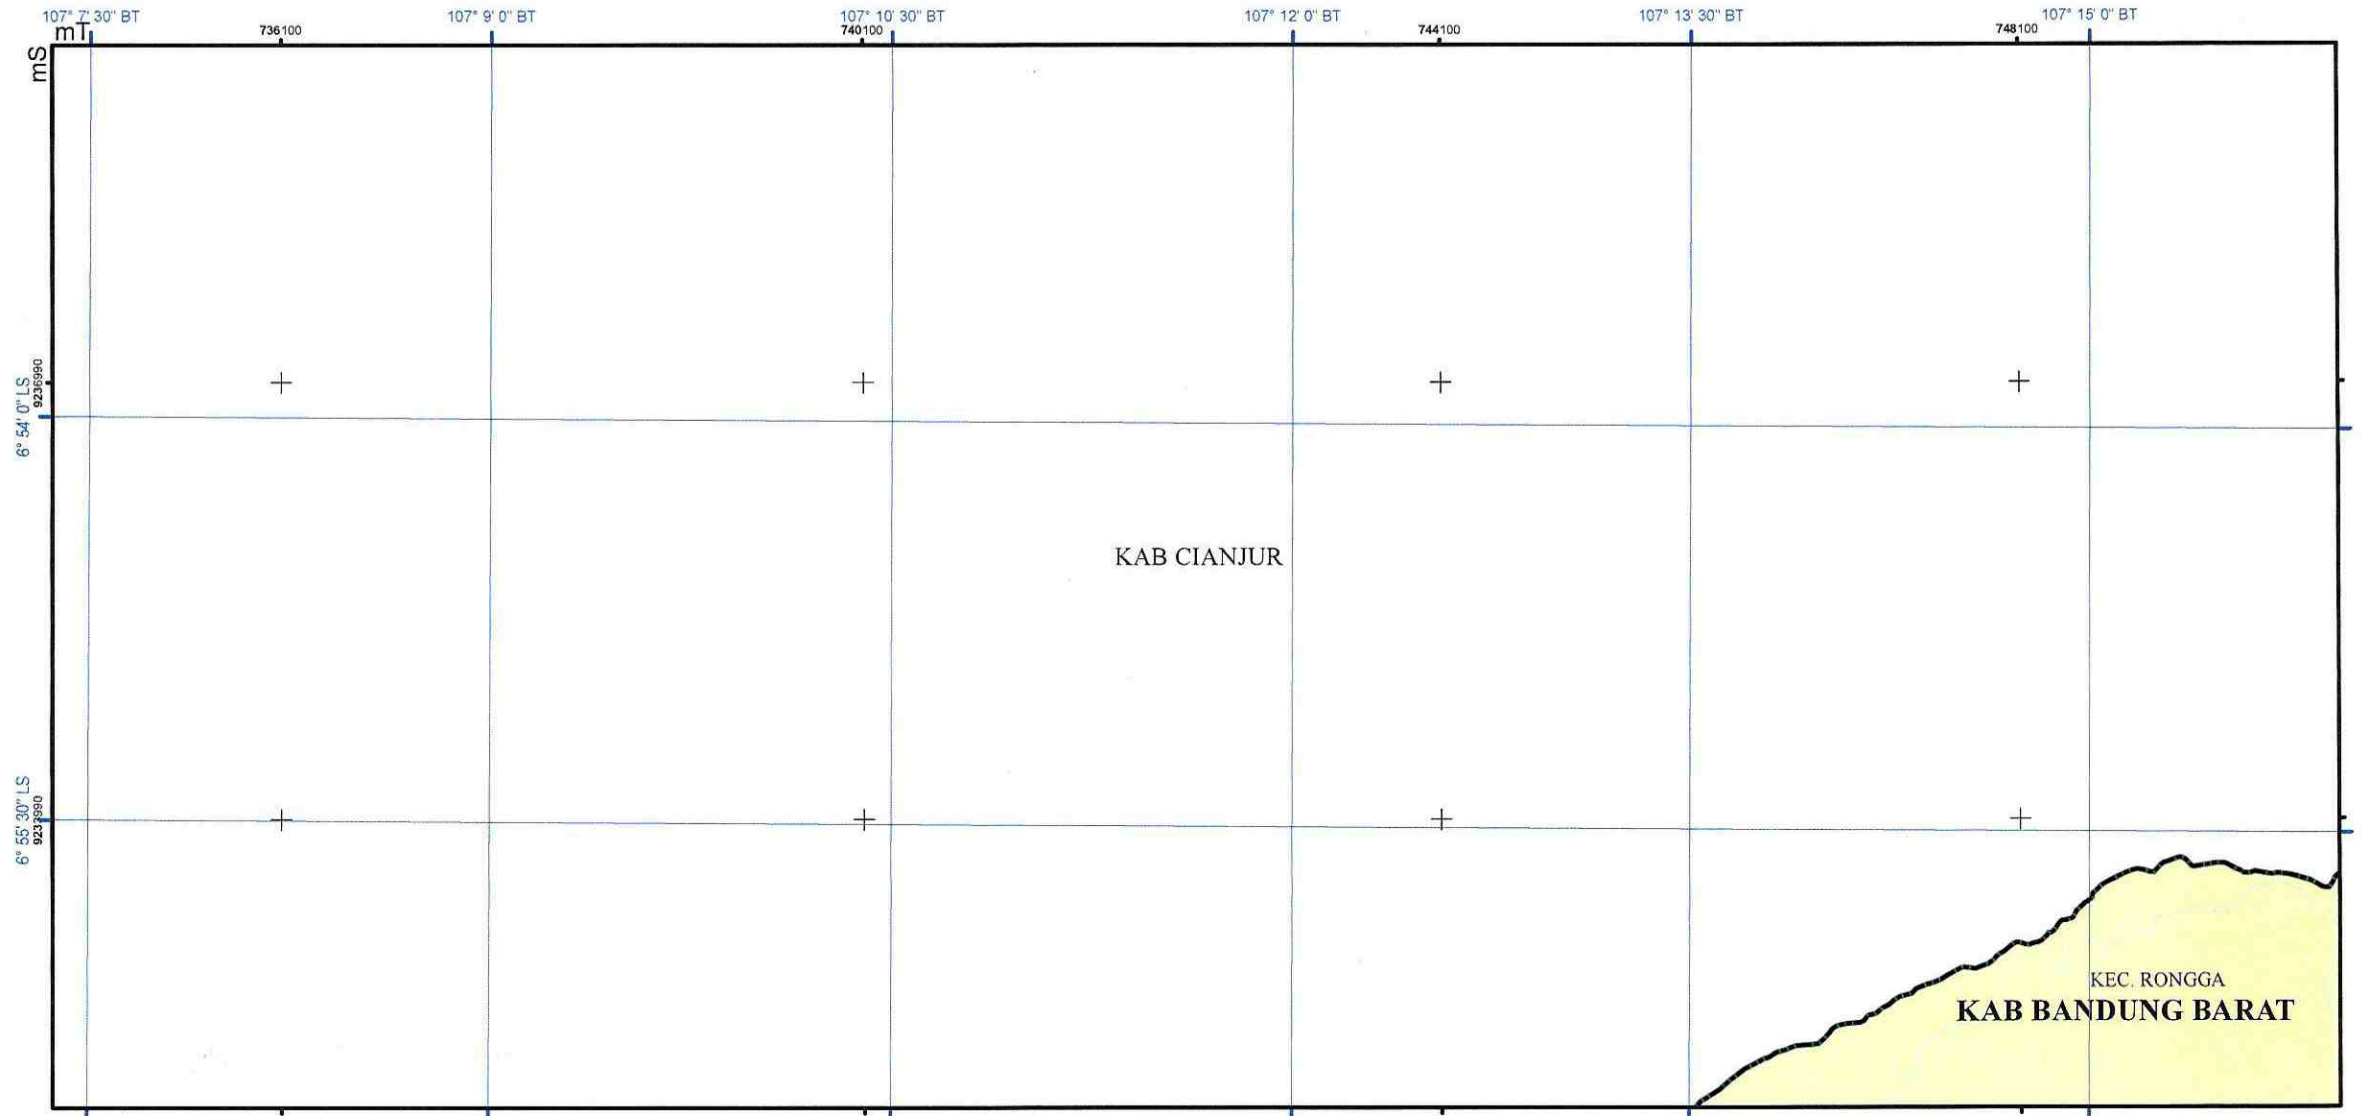 107° 7' 30" BT 107° 9' 0" BT 107° 10' 30" BT 107° 12' 0" BT 107° 13' 30" BT 107° 15' 0" BT
mT 736100 740100 744100 748100
mS
9236990
6° 54' 0" LS
KAB CIANJUR
6° 55' 30" LS
KEC. RONGGA
KAB BANDUNG BARAT